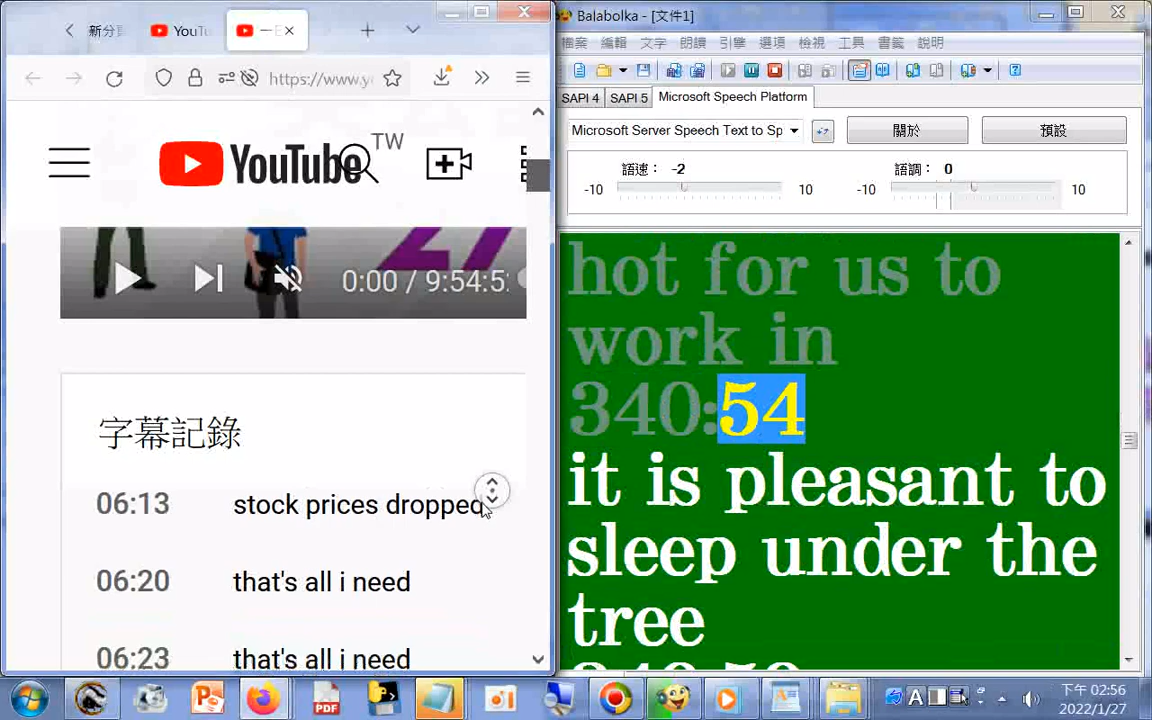 新分
YouTu
一 E
https://www.y
YouTube
TW
27
0:00 / 9:54:5
字幕記錄
06:13 stock prices dropped
06:20 that's all i need
06:23 that's all i need
Balabolka - [文件1]
檔案 編輯 文字 朗讀 引擎 選項 檢視 工具 書籤 說明
SAPI 4 SAPI 5 Microsoft Speech Platform
Microsoft Server Speech Text to Sp
關於
預設
語速： -2
語調： 0
-10 10 -10 10
hot for us to
work in
340:54
it is pleasant to
sleep under the
tree
PDF
A
下午 02:56
2022/1/27